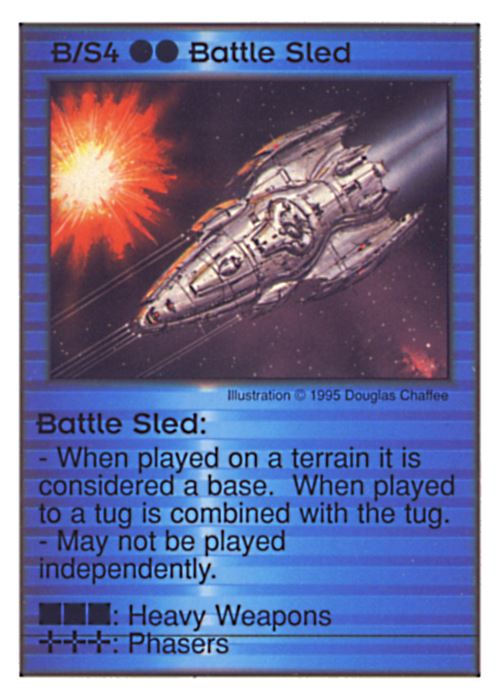 B/S4 ●● Battle Sled
Illustration © 1995 Douglas Chaffee
Battle Sled:
- When played on a terrain it is
considered a base. When played
to a tug is combined with the tug.
- May not be played
independently.
■■■: Heavy Weapons
✛✛✛: Phasers